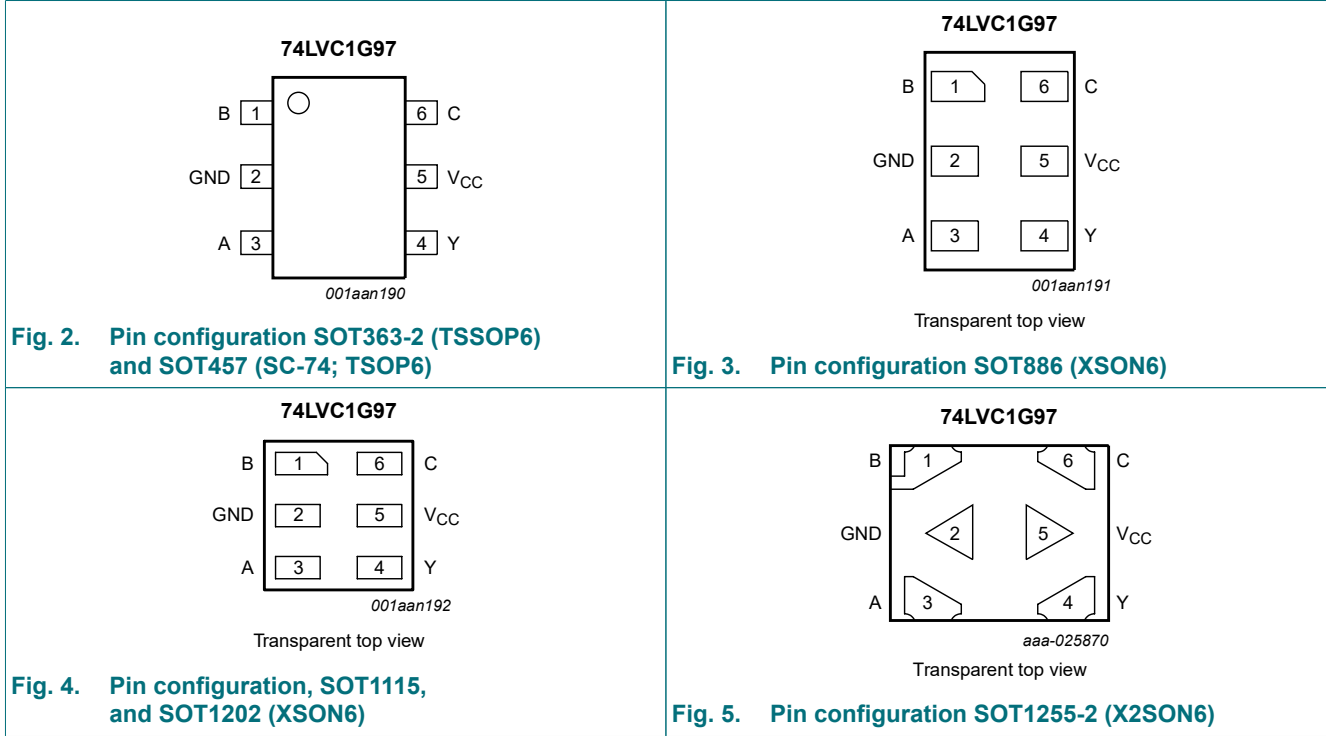 74LVC1G97
B 1 6 C
GND 2 5 VCC
A 3 4 Y
001aan190
Fig. 2. Pin configuration SOT363-2 (TSSOP6)
and SOT457 (SC-74; TSOP6)
74LVC1G97
B 1 6 C
GND 2 5 VCC
A 3 4 Y
001aan191
Transparent top view
Fig. 3. Pin configuration SOT886 (XSON6)
74LVC1G97
B 1 6 C
GND 2 5 VCC
A 3 4 Y
001aan192
Transparent top view
Fig. 4. Pin configuration, SOT1115,
and SOT1202 (XSON6)
74LVC1G97
B 1 6 C
GND 2 5 VCC
A 3 4 Y
aaa-025870
Transparent top view
Fig. 5. Pin configuration SOT1255-2 (X2SON6)